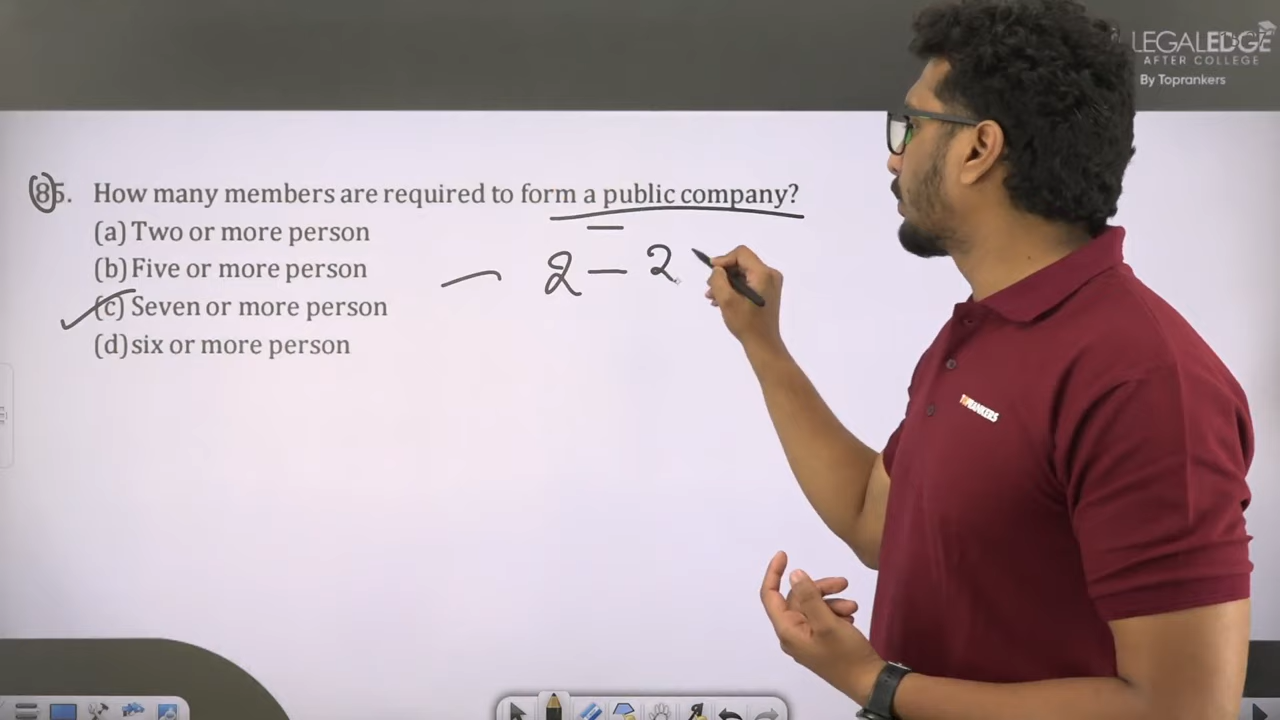 LEGALEDGE
AFTER COLLEGE
By Toprankers
85. How many members are required to form a public company?
(a) Two or more person
(b) Five or more person
(c) Seven or more person
(d) six or more person
2 — 2
TOPRANKERS